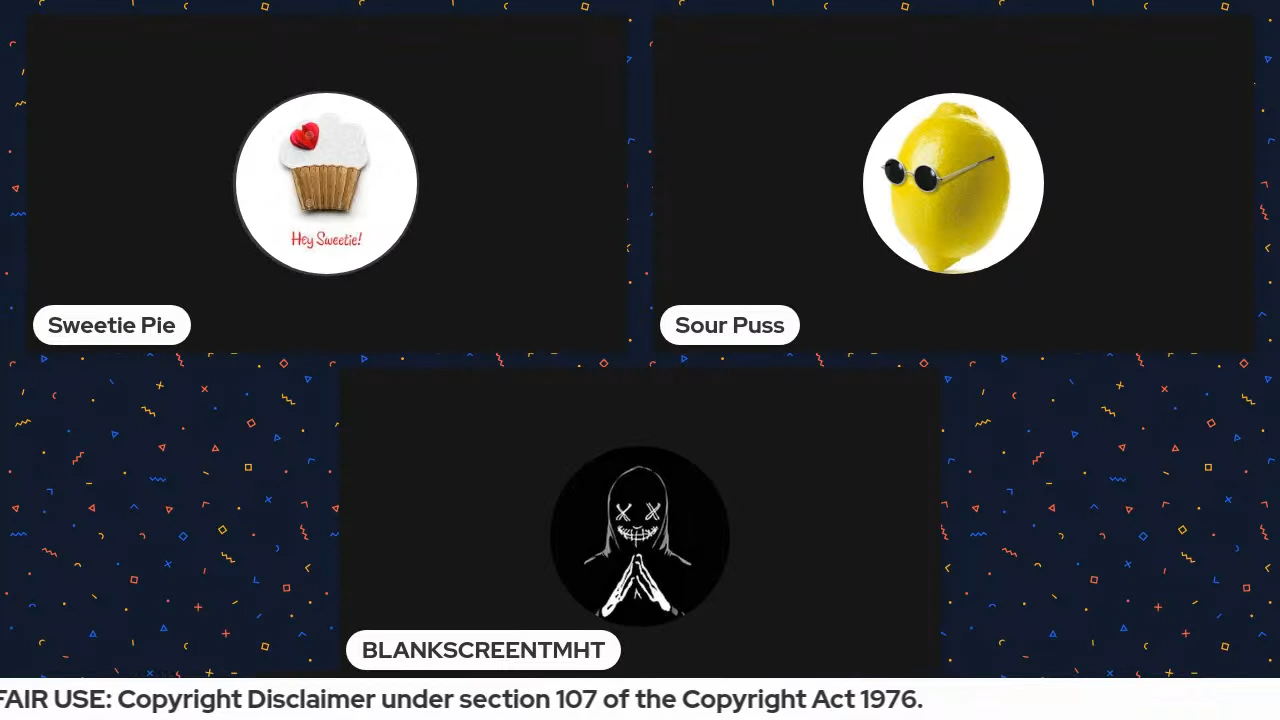 Hey Sweetie!
Sweetie Pie
Sour Puss
BLANKSCREENTMHT
FAIR USE: Copyright Disclaimer under section 107 of the Copyright Act 1976.